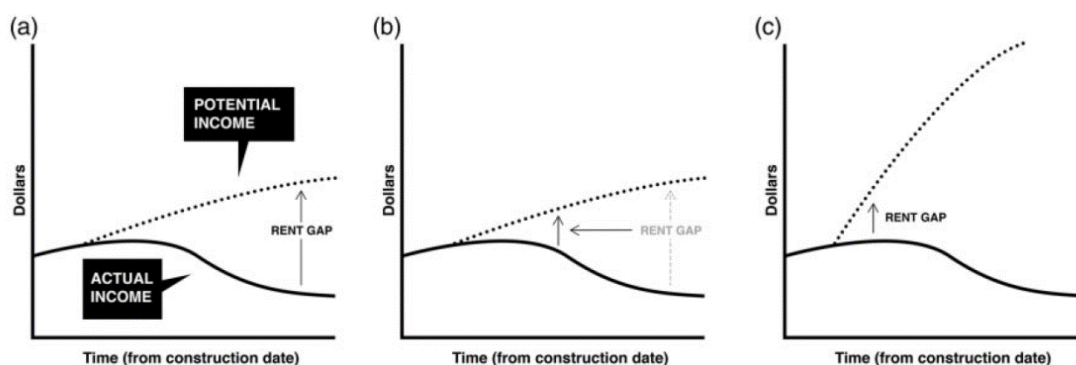 (a)
POTENTIAL
INCOME
Dollars
RENT GAP
ACTUAL
INCOME
Time (from construction date)
(b)
Dollars
RENT GAP
Time (from construction date)
(c)
Dollars
RENT GAP
Time (from construction date)